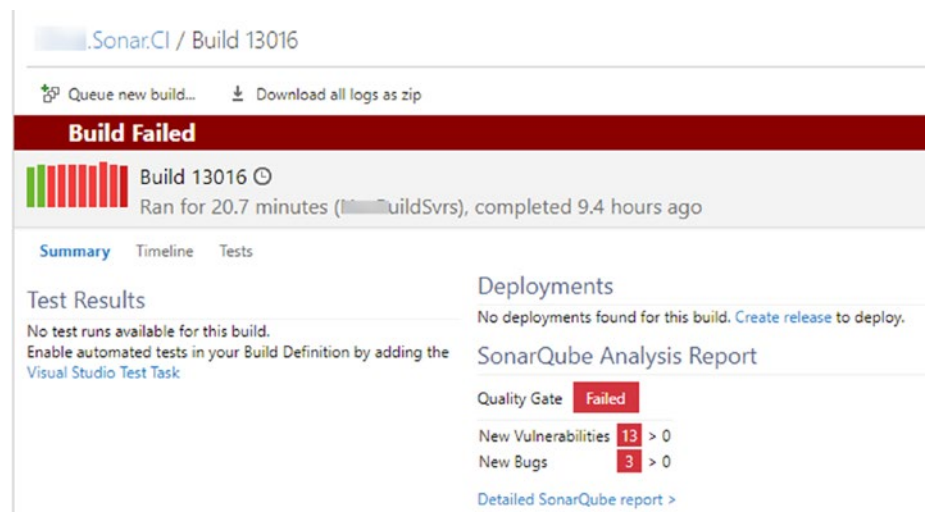 .Sonar.CI / Build 13016
Queue new build... Download all logs as zip
Build Failed
Build 13016
Ran for 20.7 minutes ( uildSvrs), completed 9.4 hours ago
Summary Timeline Tests
Test Results
No test runs available for this build.
Enable automated tests in your Build Definition by adding the
Visual Studio Test Task
Deployments
No deployments found for this build. Create release to deploy.
SonarQube Analysis Report
Quality Gate Failed
New Vulnerabilities 13 > 0
New Bugs 3 > 0
Detailed SonarQube report >